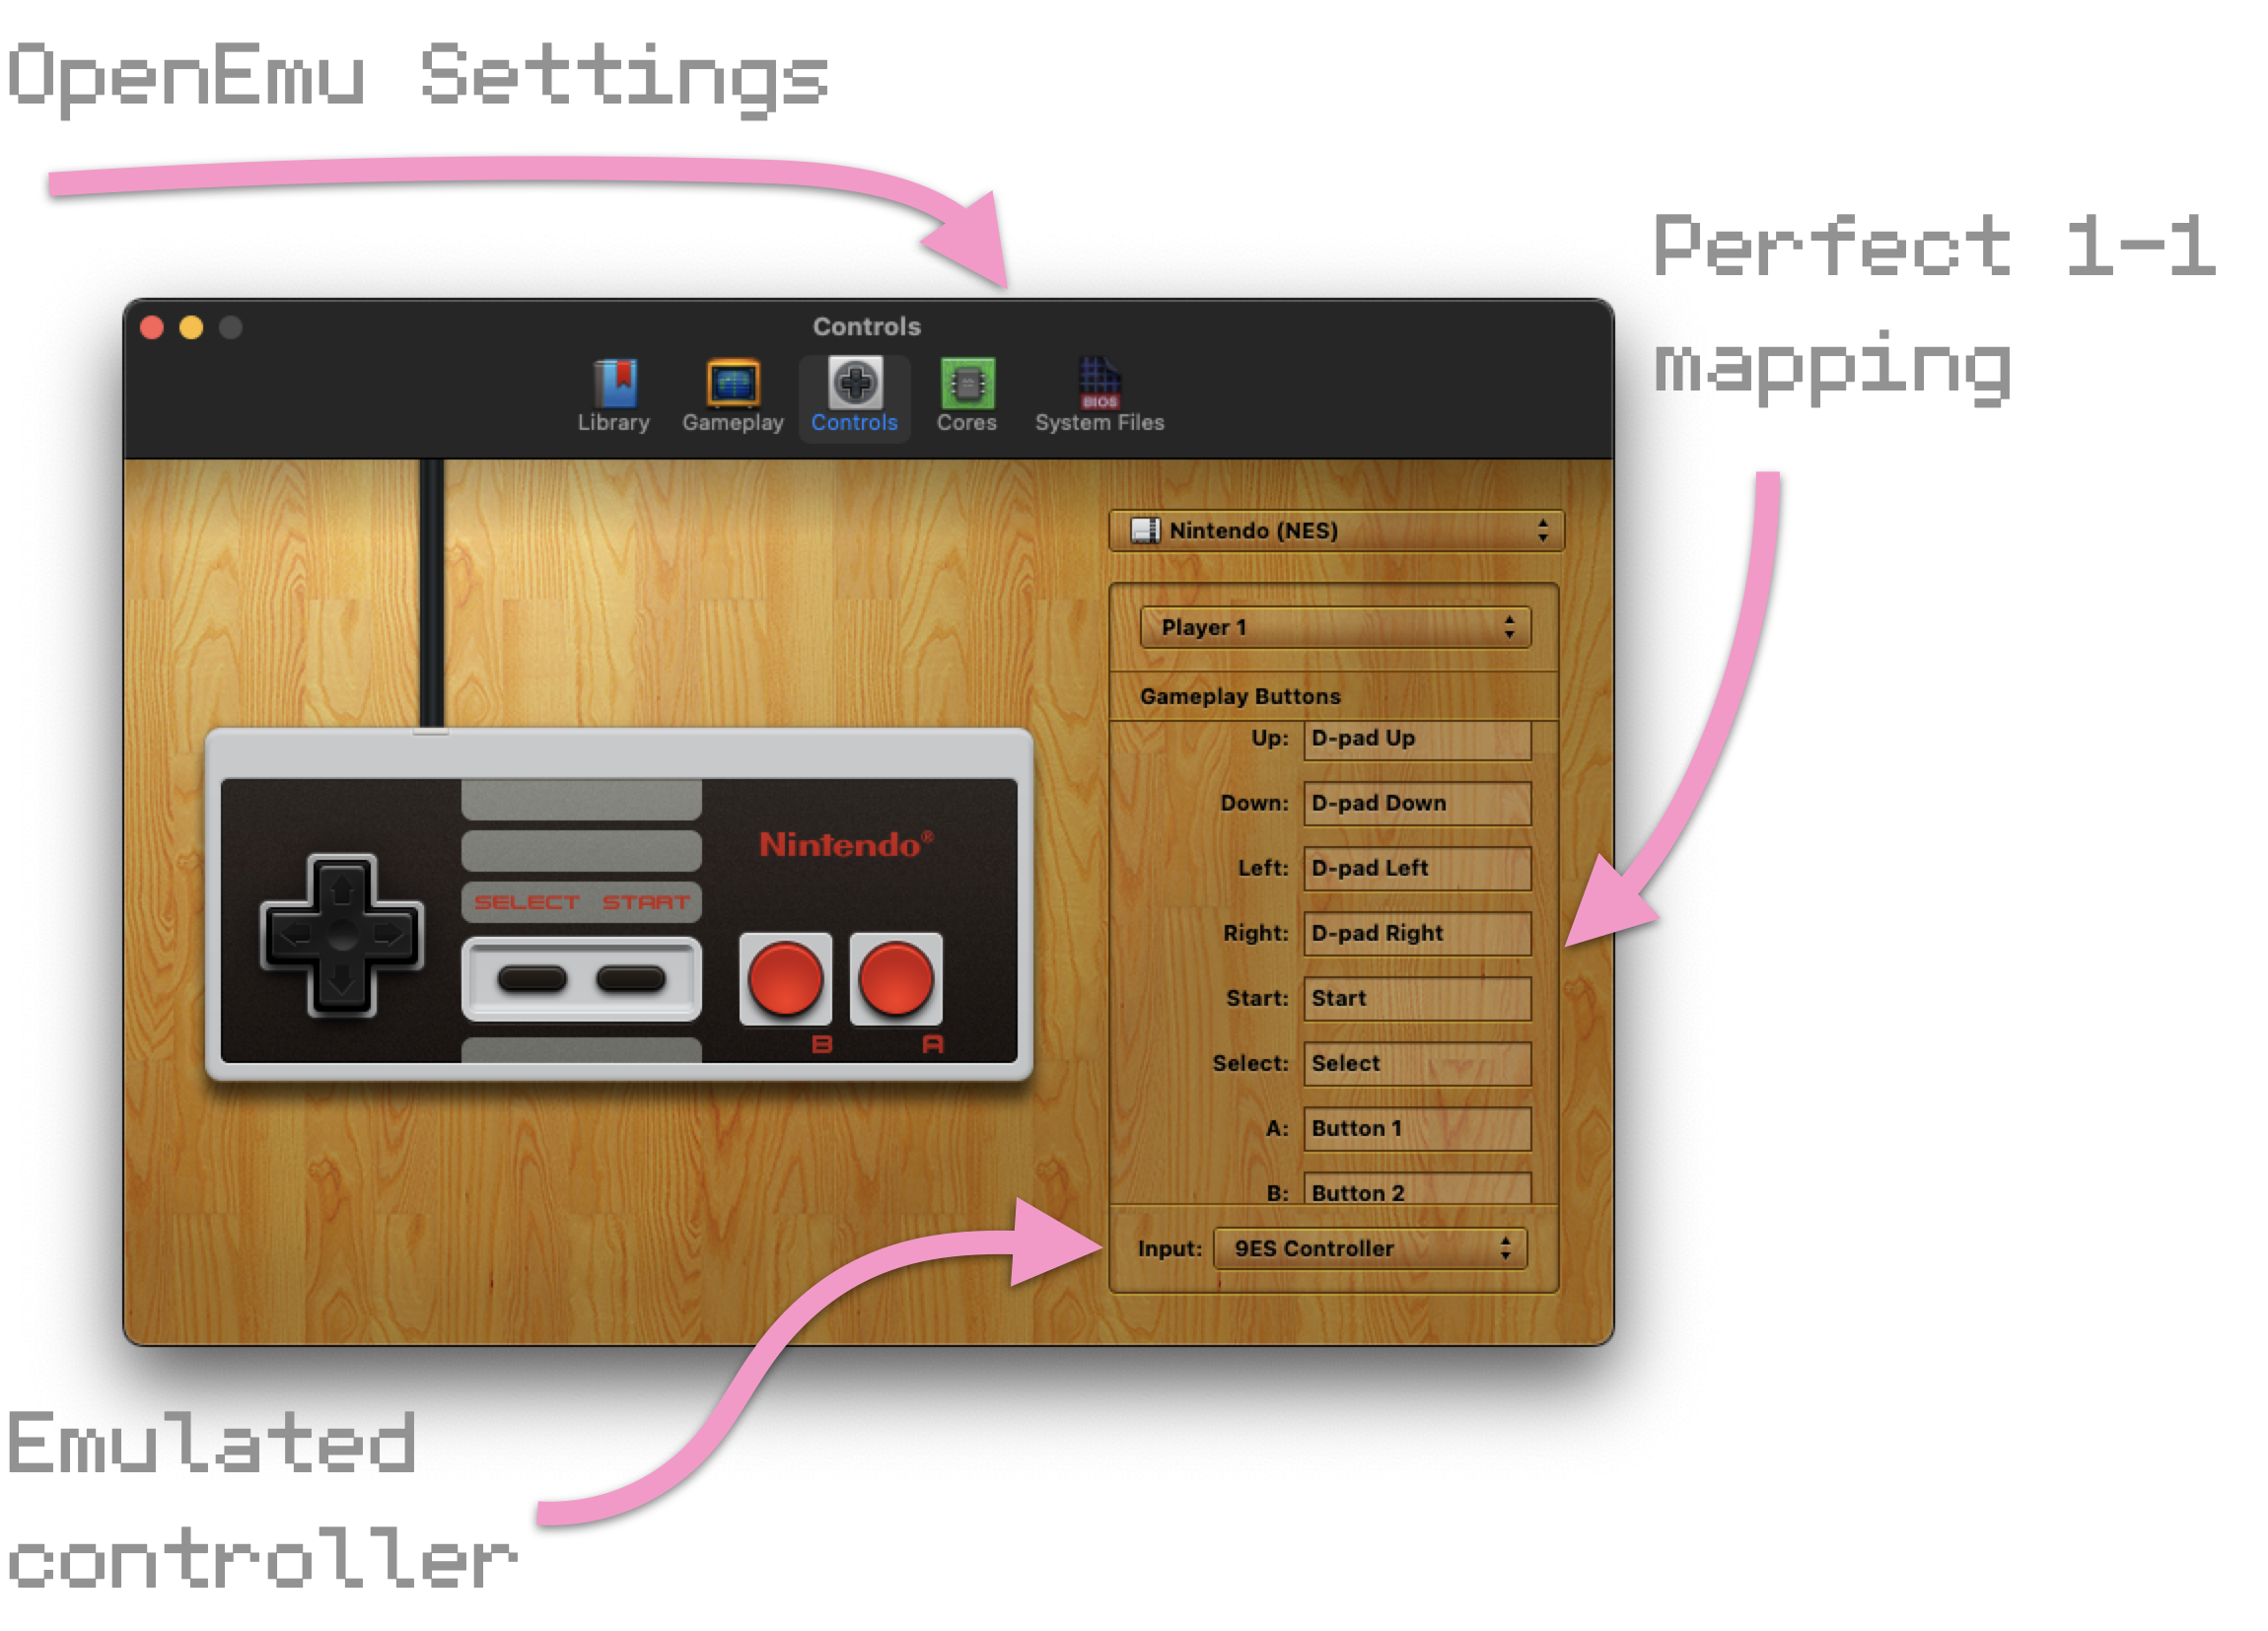 OpenEmu Settings
Perfect 1-1
mapping
Controls
Library
Gameplay
Controls
Cores
BIOS
System Files
Nintendo (NES)
Player 1
Gameplay Buttons
Up: D-pad Up
Down: D-pad Down
Left: D-pad Left
Right: D-pad Right
Start: Start
Select: Select
A: Button 1
B: Button 2
Input: 9ES Controller
Nintendo®
SELECT START
B A
Emulated
controller